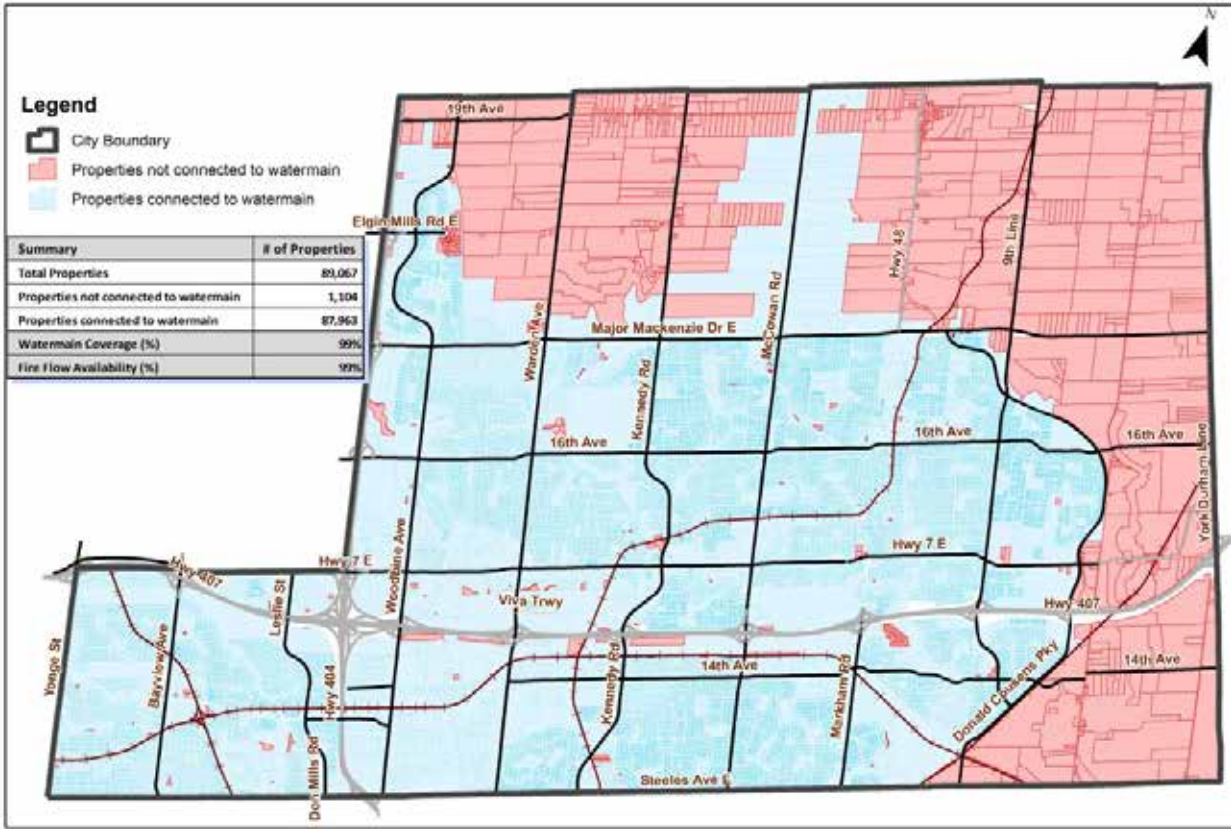 N
Legend
City Boundary
Properties not connected to watermain
Properties connected to watermain
Summary # of Properties
Total Properties 89,067
Properties not connected to watermain 1,104
Properties connected to watermain 87,963
Watermain Coverage (%) 99%
Fire Flow Availability (%) 99%
19th Ave
Elgin Mills Rd E
Hwy 48
9th Line
Warden Ave
McCowan Rd
Major Mackenzie Dr E
Kennedy Rd
16th Ave
16th Ave
16th Ave
York Durham Line
Woodbine Ave
Hwy 7 E
Hwy 7 E
Hwy 407
Leslie St
Viva Trwy
Hwy 407
Yonge St
Bayview Ave
Hwy 404
Kennedy Rd
14th Ave
14th Ave
Markham Rd
Donald Cousens Pky
Don Mills Rd
Steeles Ave E